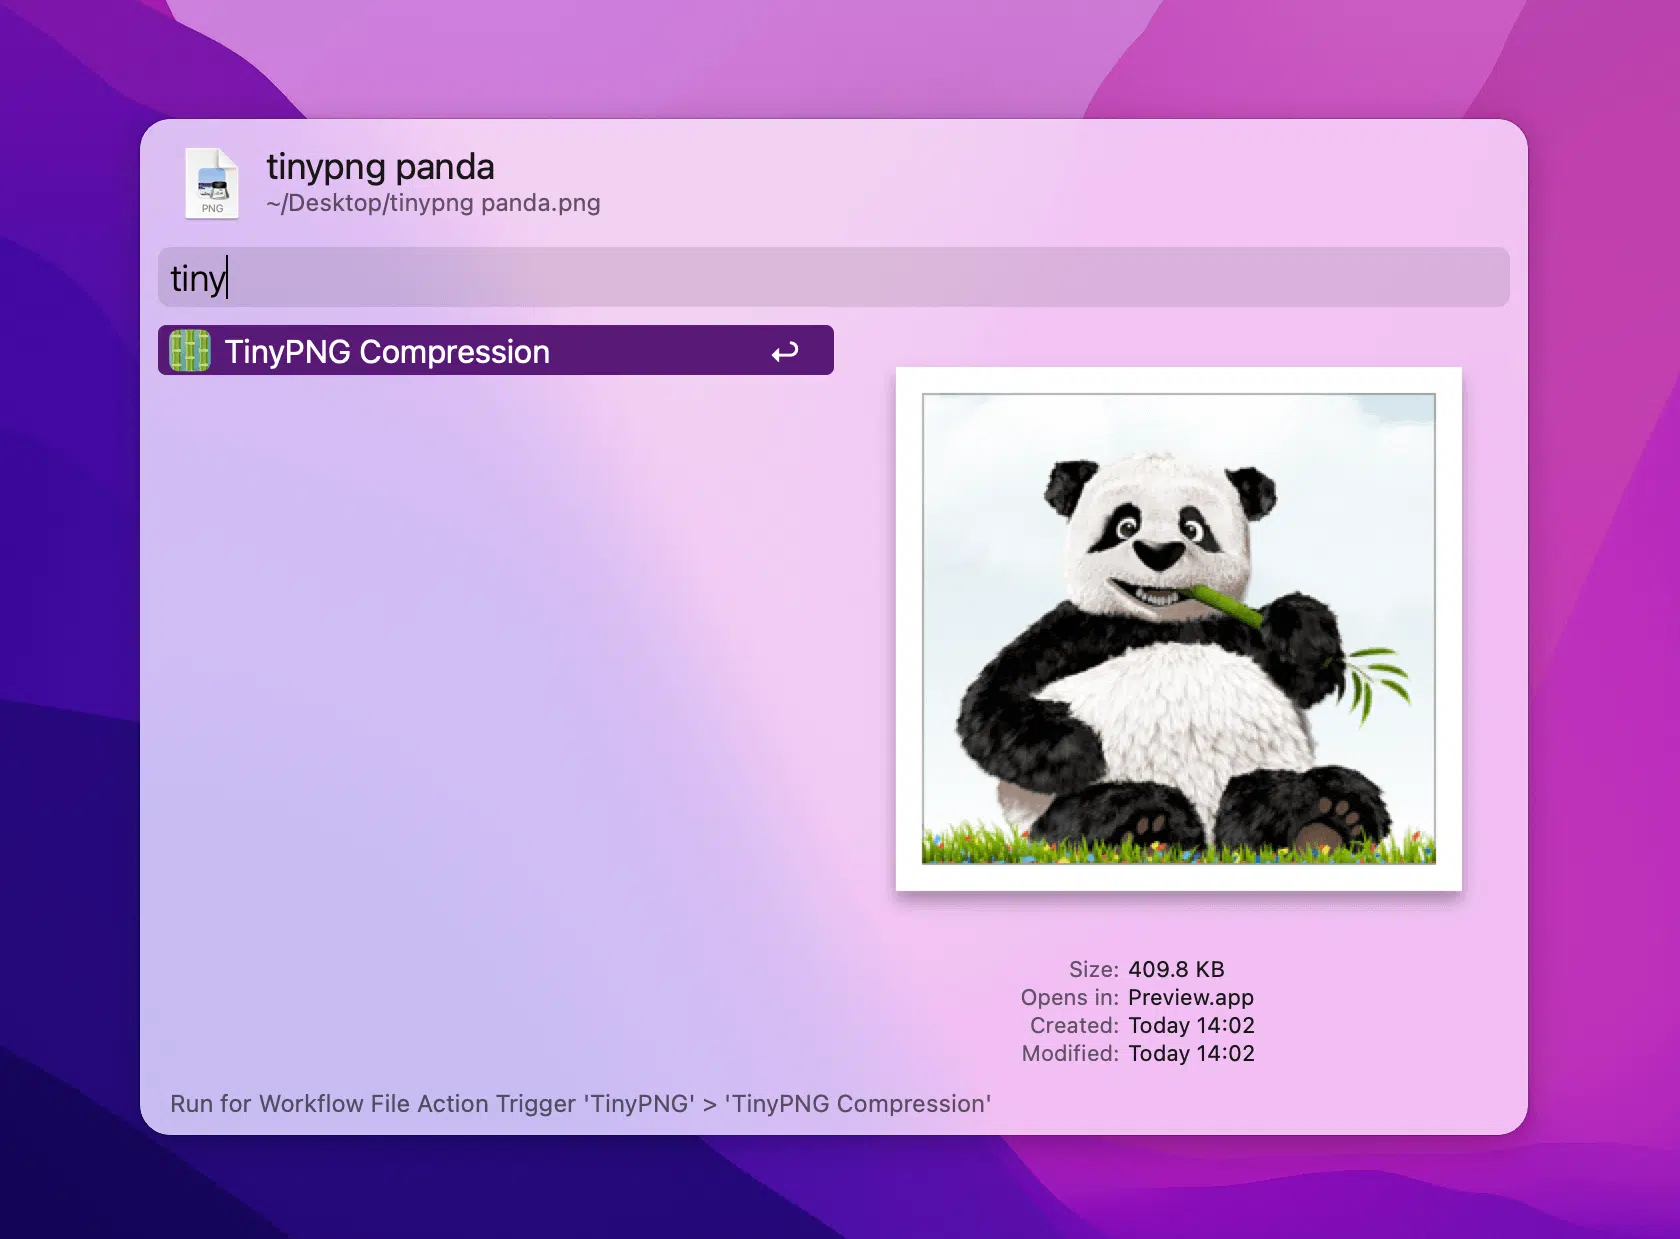 PNG
tinypng panda
~/Desktop/tinypng panda.png
tiny
TinyPNG Compression
Size: 409.8 KB
Opens in: Preview.app
Created: Today 14:02
Modified: Today 14:02
Run for Workflow File Action Trigger 'TinyPNG' > 'TinyPNG Compression'